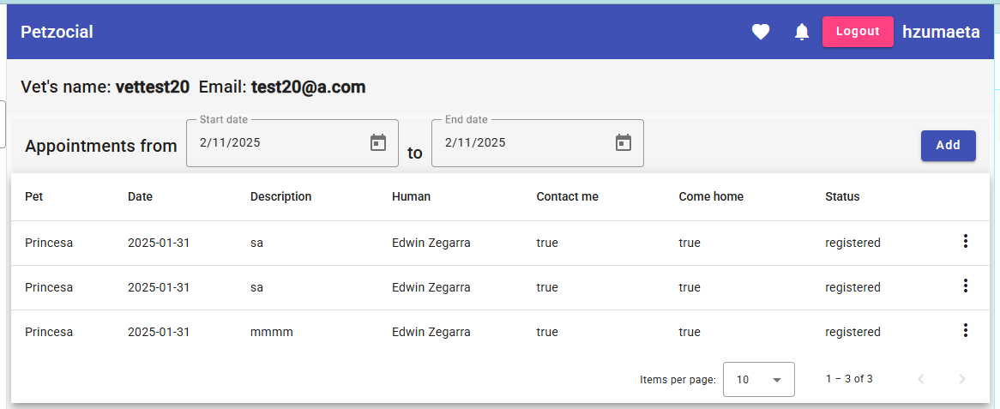 Petzocial Logout hzumaeta
Vet's name: vettest20 Email: test20@a.com
Start date End date
Appointments from 2/11/2025 to 2/11/2025 Add
Pet Date Description Human Contact me Come home Status
Princesa 2025-01-31 sa Edwin Zegarra true true registered
Princesa 2025-01-31 sa Edwin Zegarra true true registered
Princesa 2025-01-31 mmmm Edwin Zegarra true true registered
Items per page: 10 1 – 3 of 3